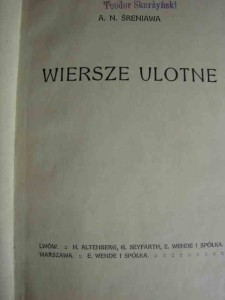 Teodor Skarżyński
A. N. ŚRENIAWA
WIERSZE ULOTNE
LWÓW. :: H. ALTENBERG, G. SEYFARTH, E. WENDE I SPÓŁKA.
WARSZAWA. :: E. WENDE I SPÓŁKA.